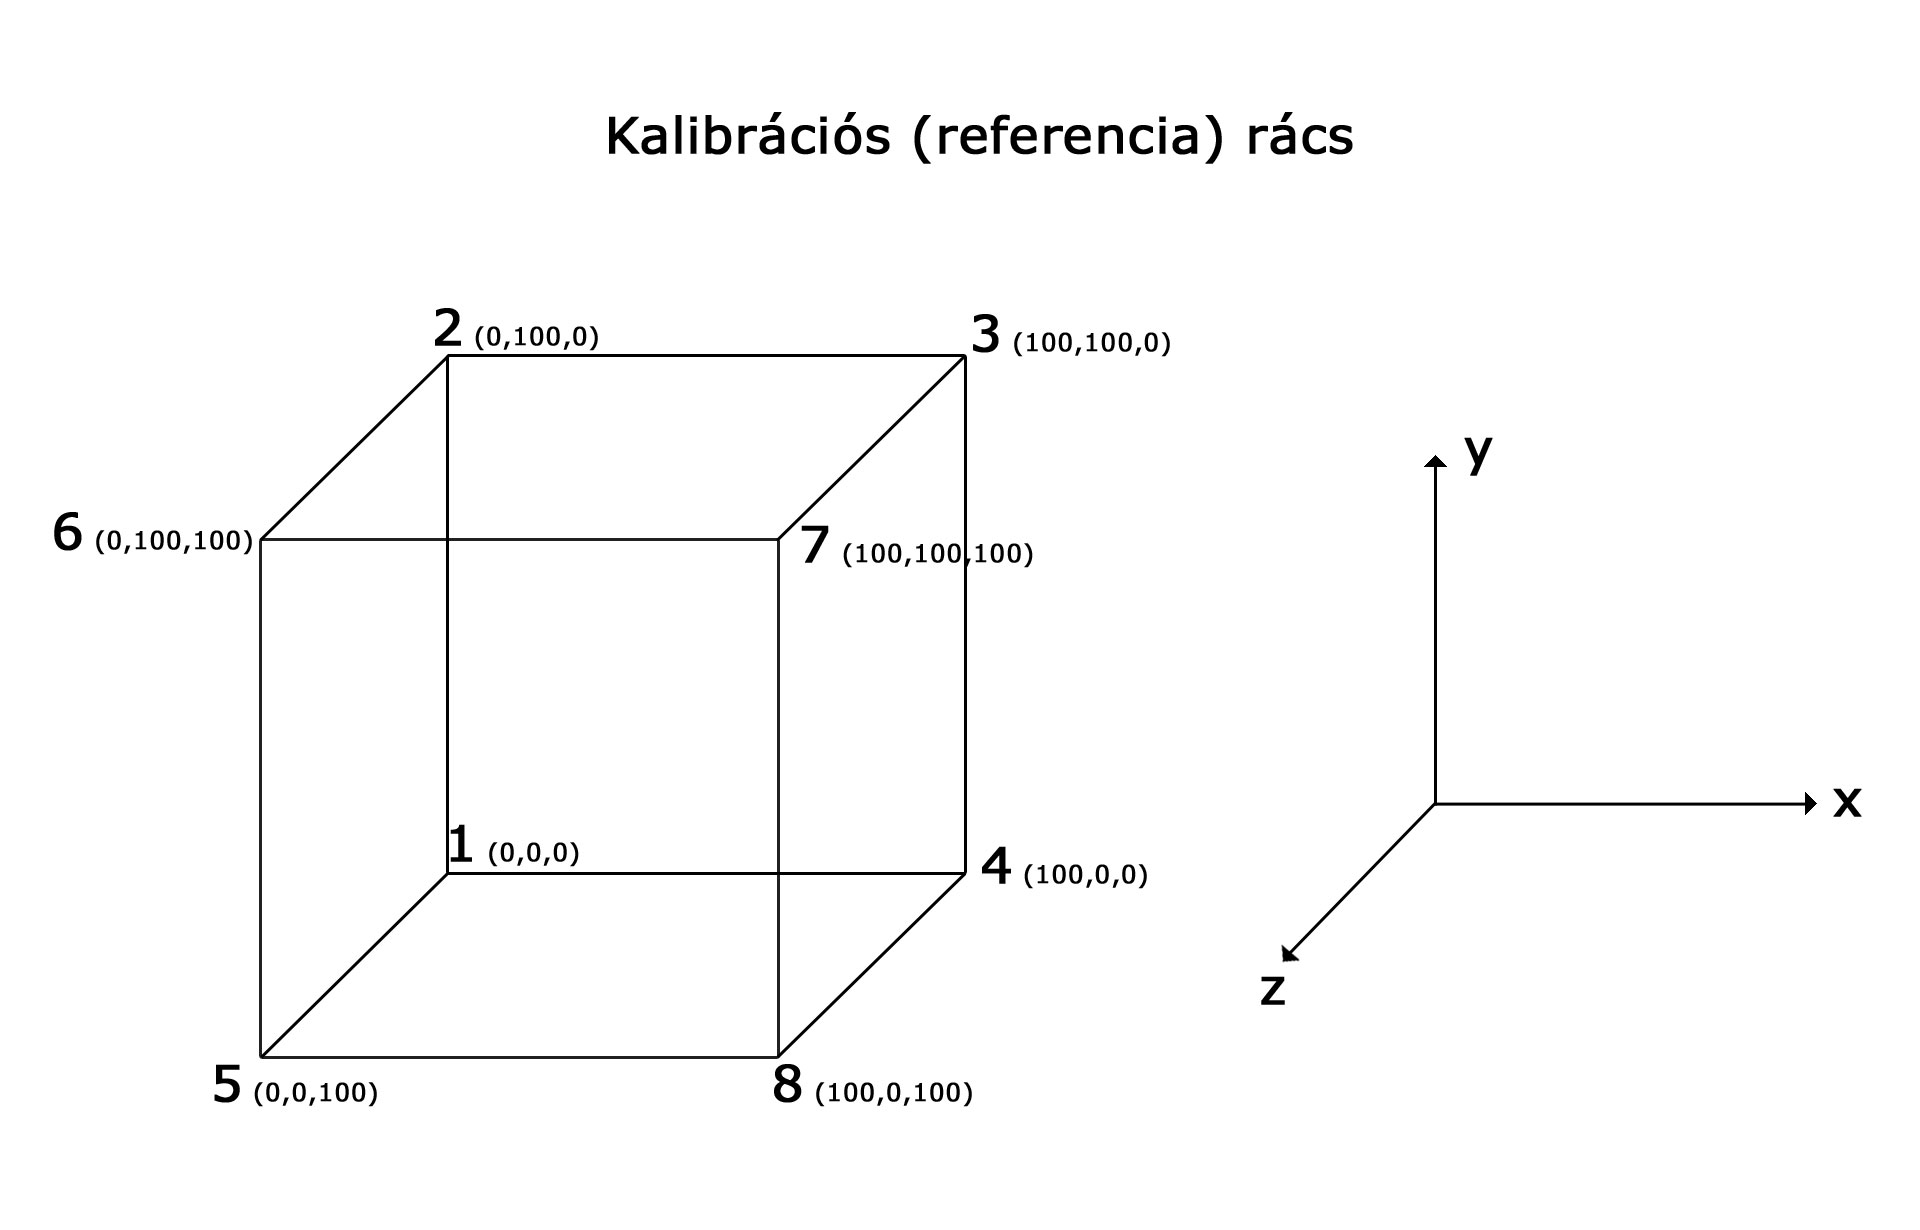 Kalibrációs (referencia) rács
2 (0,100,0)
3 (100,100,0)
y
6 (0,100,100)
7 (100,100,100)
x
1 (0,0,0)
4 (100,0,0)
z
5 (0,0,100)
8 (100,0,100)